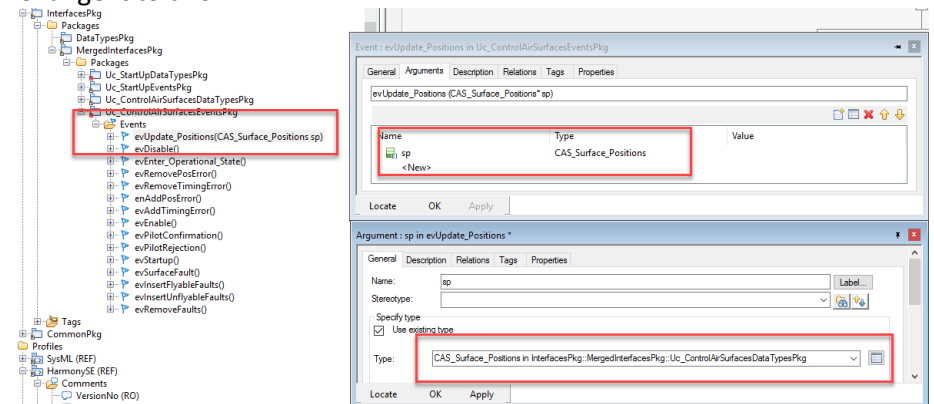 InterfacesPkg
Packages
DataTypesPkg
MergedInterfacesPkg
Packages
Uc_StartUpDataTypesPkg
Uc_StartUpEventsPkg
Uc_ControlAirSurfacesDataTypesPkg
Uc_ControlAirSurfacesEventsPkg
Events
evUpdate_Positions(CAS_Surface_Positions sp)
evDisable()
evEnter_Operational_State()
evRemovePosError()
evRemoveTimingError()
enAddPosError()
evAddTimingError()
evEnable()
evPilotConfirmation()
evPilotRejection()
evStartup()
evSurfaceFault()
evInsertFlyableFaults()
evInsertUnflyableFaults()
evRemoveFaults()
Tags
CommonPkg
Profiles
SysML (REF)
HarmonySE (REF)
Comments
VersionNo (RO)
Event : evUpdate_Positions in Uc_ControlAirSurfacesEventsPkg
General Arguments Description Relations Tags Properties
evUpdate_Positions (CAS_Surface_Positions* sp)
Name Type Value
sp CAS_Surface_Positions
<New>
Locate OK Apply
Argument : sp in evUpdate_Positions *
General Description Relations Tags Properties
Name: sp Label...
Stereotype:
Specify type
Use existing type
Type: CAS_Surface_Positions in InterfacesPkg::MergedInterfacesPkg::Uc_ControlAirSurfacesDataTypesPkg
Locate OK Apply